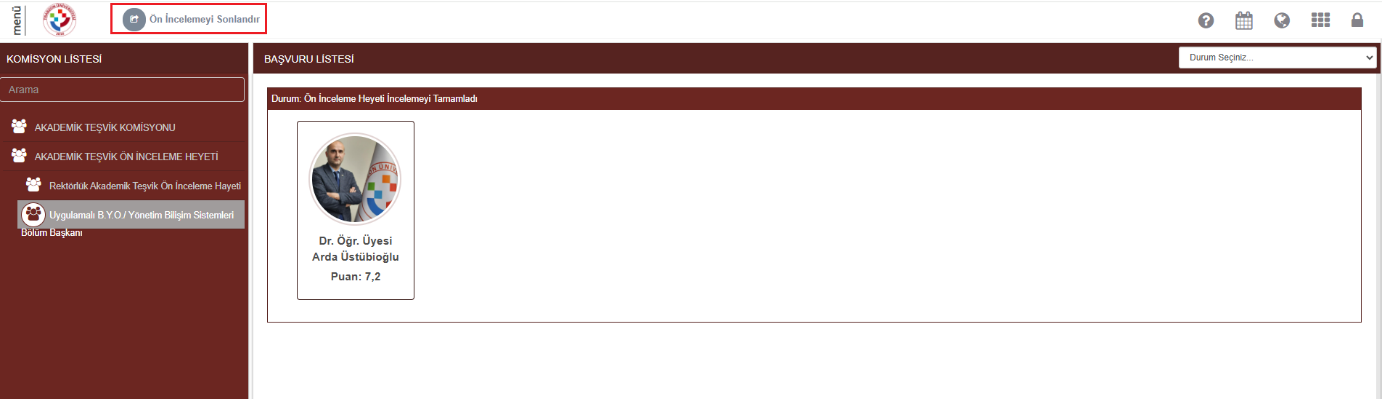 menü
Ön İncelemeyi Sonlandır
KOMİSYON LİSTESİ
Arama
AKADEMİK TEŞVİK KOMİSYONU
AKADEMİK TEŞVİK ÖN İNCELEME HEYETİ
Rektörlük Akademik Teşvik Ön İnceleme Hayeti
Uygulamalı B.Y.O./ Yönetim Bilişim Sistemleri
Bölüm Başkanı
BAŞVURU LİSTESİ
Durum Seçiniz...
Durum: Ön İnceleme Heyeti İncelemeyi Tamamladı
Dr. Öğr. Üyesi
Arda Üstübioğlu
Puan: 7,2